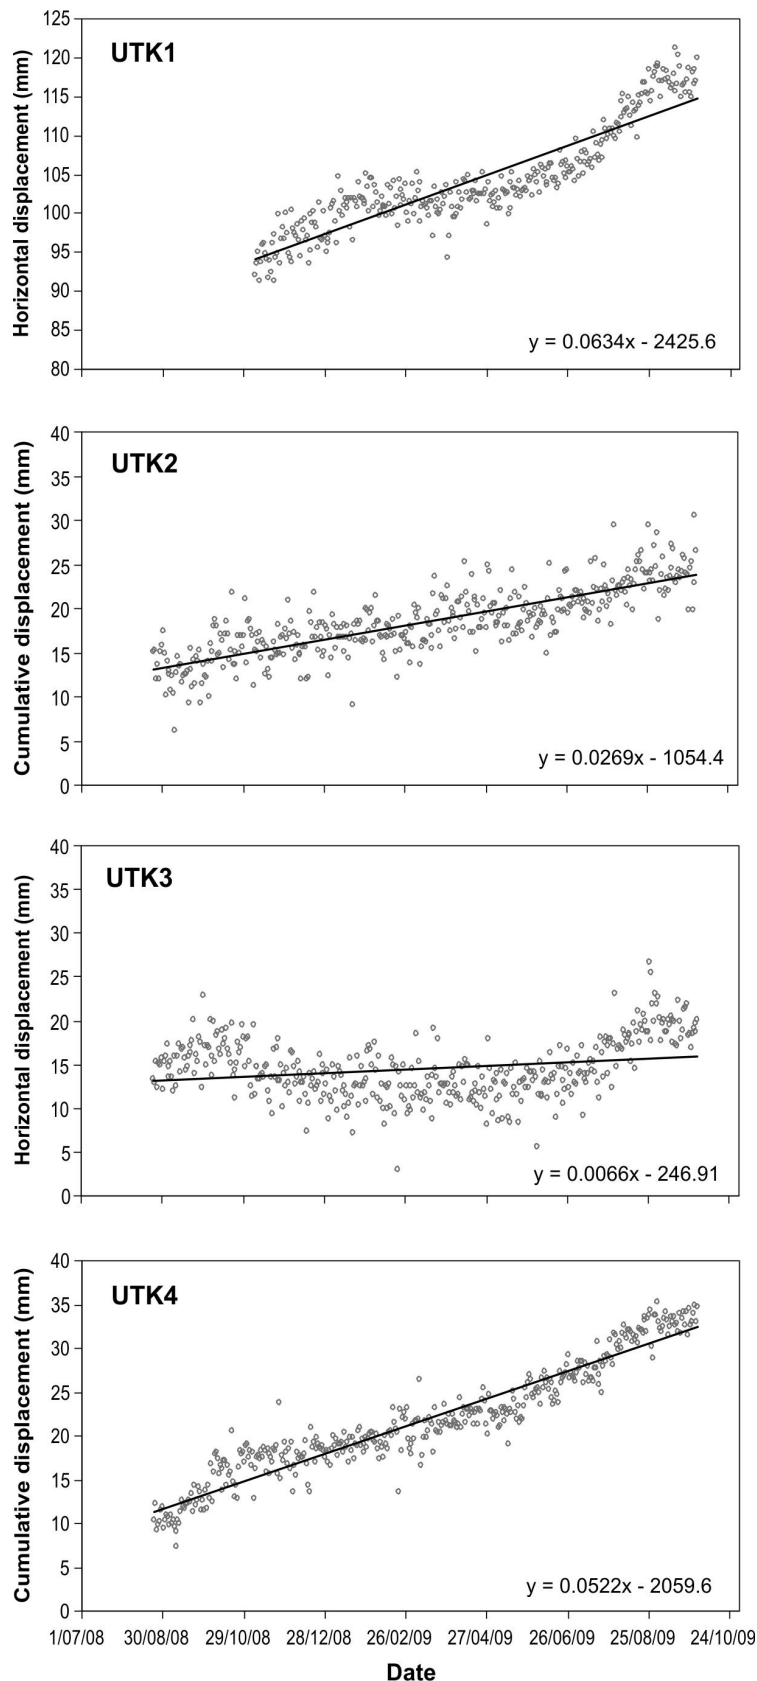 UTK1
Horizontal displacement (mm)
125
120
115
110
105
100
95
90
85
80
y = 0.0634x - 2425.6
UTK2
Cumulative displacement (mm)
40
35
30
25
20
15
10
5
0
y = 0.0269x - 1054.4
UTK3
Horizontal displacement (mm)
40
35
30
25
20
15
10
5
0
y = 0.0066x - 246.91
UTK4
Cumulative displacement (mm)
40
35
30
25
20
15
10
5
0
y = 0.0522x - 2059.6
1/07/08 30/08/08 29/10/08 28/12/08 26/02/09 27/04/09 26/06/09 25/08/09 24/10/09
Date